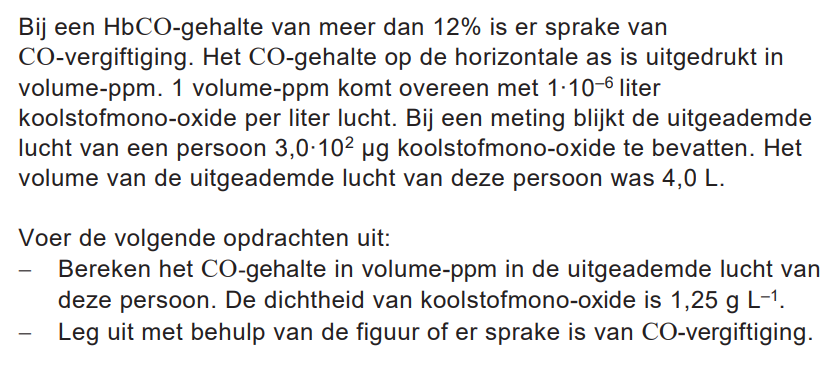 Bij een HbCO-gehalte van meer dan 12% is er sprake van
CO-vergiftiging. Het CO-gehalte op de horizontale as is uitgedrukt in
volume-ppm. 1 volume-ppm komt overeen met 1·10⁻⁶ liter
koolstofmono-oxide per liter lucht. Bij een meting blijkt de uitgeademde
lucht van een persoon 3,0·10² μg koolstofmono-oxide te bevatten. Het
volume van de uitgeademde lucht van deze persoon was 4,0 L.
Voer de volgende opdrachten uit:
– Bereken het CO-gehalte in volume-ppm in de uitgeademde lucht van
deze persoon. De dichtheid van koolstofmono-oxide is 1,25 g L⁻¹.
– Leg uit met behulp van de figuur of er sprake is van CO-vergiftiging.